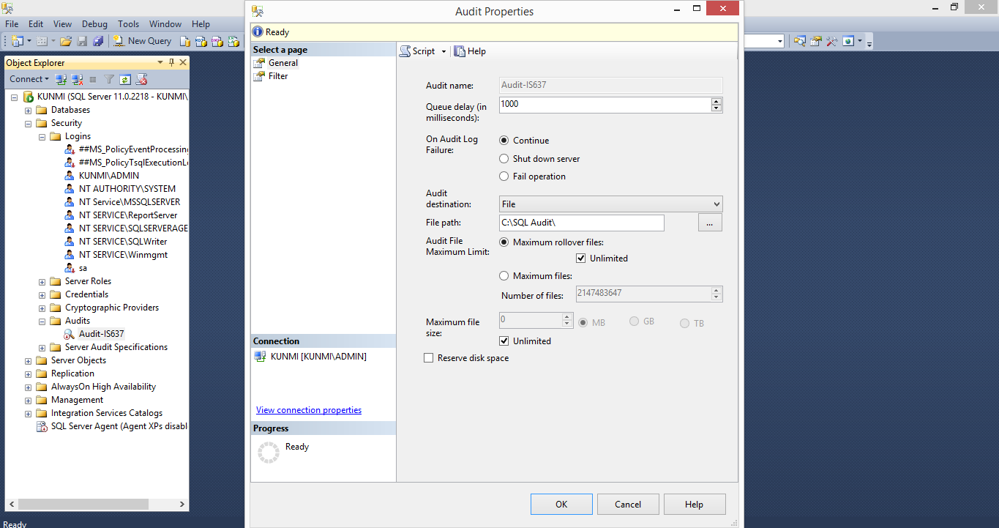 Audit Properties
File Edit View Debug Tools Window Help
New Query
Object Explorer
Connect
KUNMI (SQL Server 11.0.2218 - KUNMI\
Databases
Security
Logins
##MS_PolicyEventProcessing
##MS_PolicyTsqlExecutionLo
KUNMI\ADMIN
NT AUTHORITY\SYSTEM
NT Service\MSSQLSERVER
NT SERVICE\ReportServer
NT SERVICE\SQLSERVERAGE
NT SERVICE\SQLWriter
NT SERVICE\Winmgmt
sa
Server Roles
Credentials
Cryptographic Providers
Audits
Audit-IS637
Server Audit Specifications
Server Objects
Replication
AlwaysOn High Availability
Management
Integration Services Catalogs
SQL Server Agent (Agent XPs disabl
Ready
Ready
Select a page
General
Filter
Connection
KUNMI [KUNMI\ADMIN]
View connection properties
Progress
Ready
Script Help
Audit name: Audit-IS637
Queue delay (in
milliseconds): 1000
On Audit Log
Failure: Continue
Shut down server
Fail operation
Audit
destination: File
File path: C:\SQL Audit\ ...
Audit File
Maximum Limit: Maximum rollover files:
Unlimited
Maximum files:
Number of files: 2147483647
Maximum file
size: 0 MB GB TB
Unlimited
Reserve disk space
OK Cancel Help